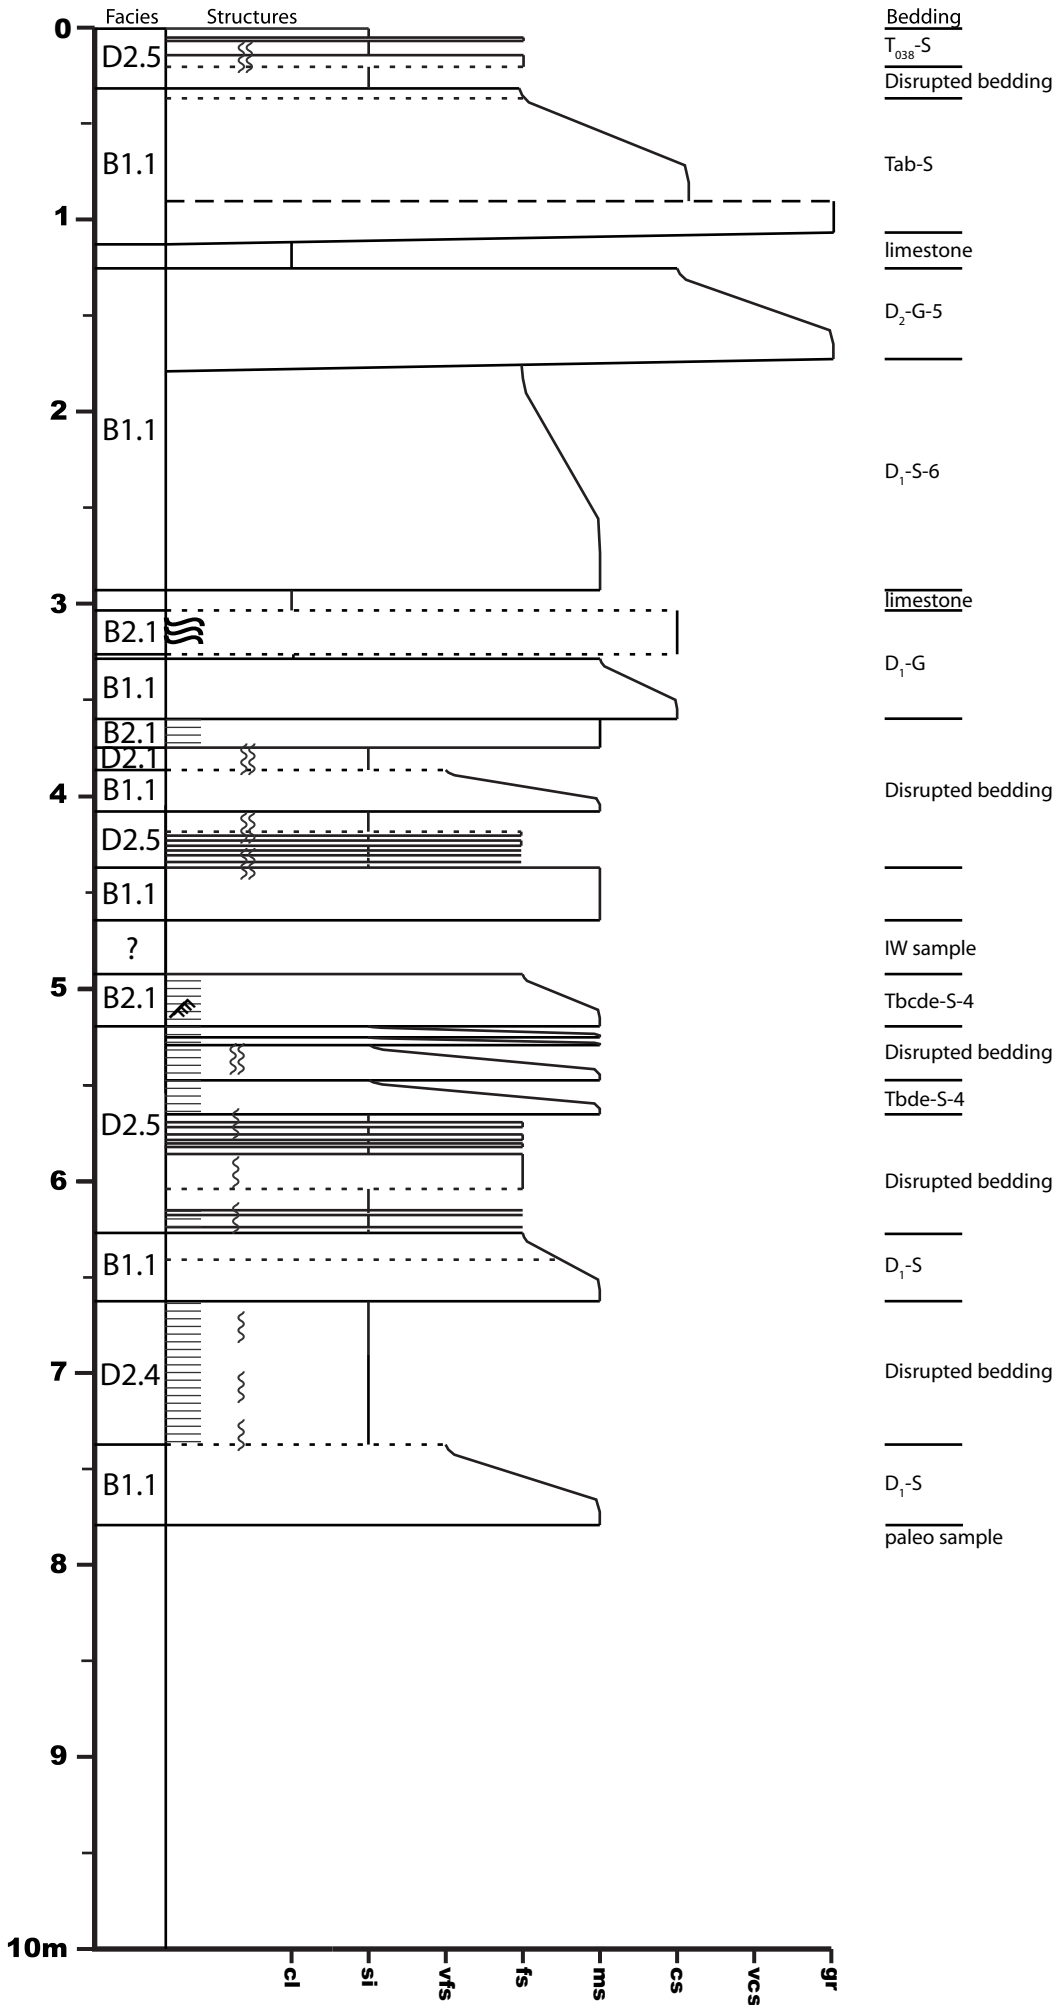 Facies Structures Bedding
0
D2.5 T038-S
Disrupted bedding
B1.1 Tab-S
1
limestone
D2-G-5
2
B1.1
D1-S-6
3 limestone
B2.1
D1-G
B1.1
B2.1
D2.1
4 B1.1 Disrupted bedding
D2.5
B1.1
? IW sample
5 B2.1 Tbcde-S-4
Disrupted bedding
Tbde-S-4
D2.5
6 Disrupted bedding
B1.1 D1-S
7 D2.4 Disrupted bedding
B1.1 D1-S
paleo sample
8
9
10m
cl si vfs fs ms cs vcs gr